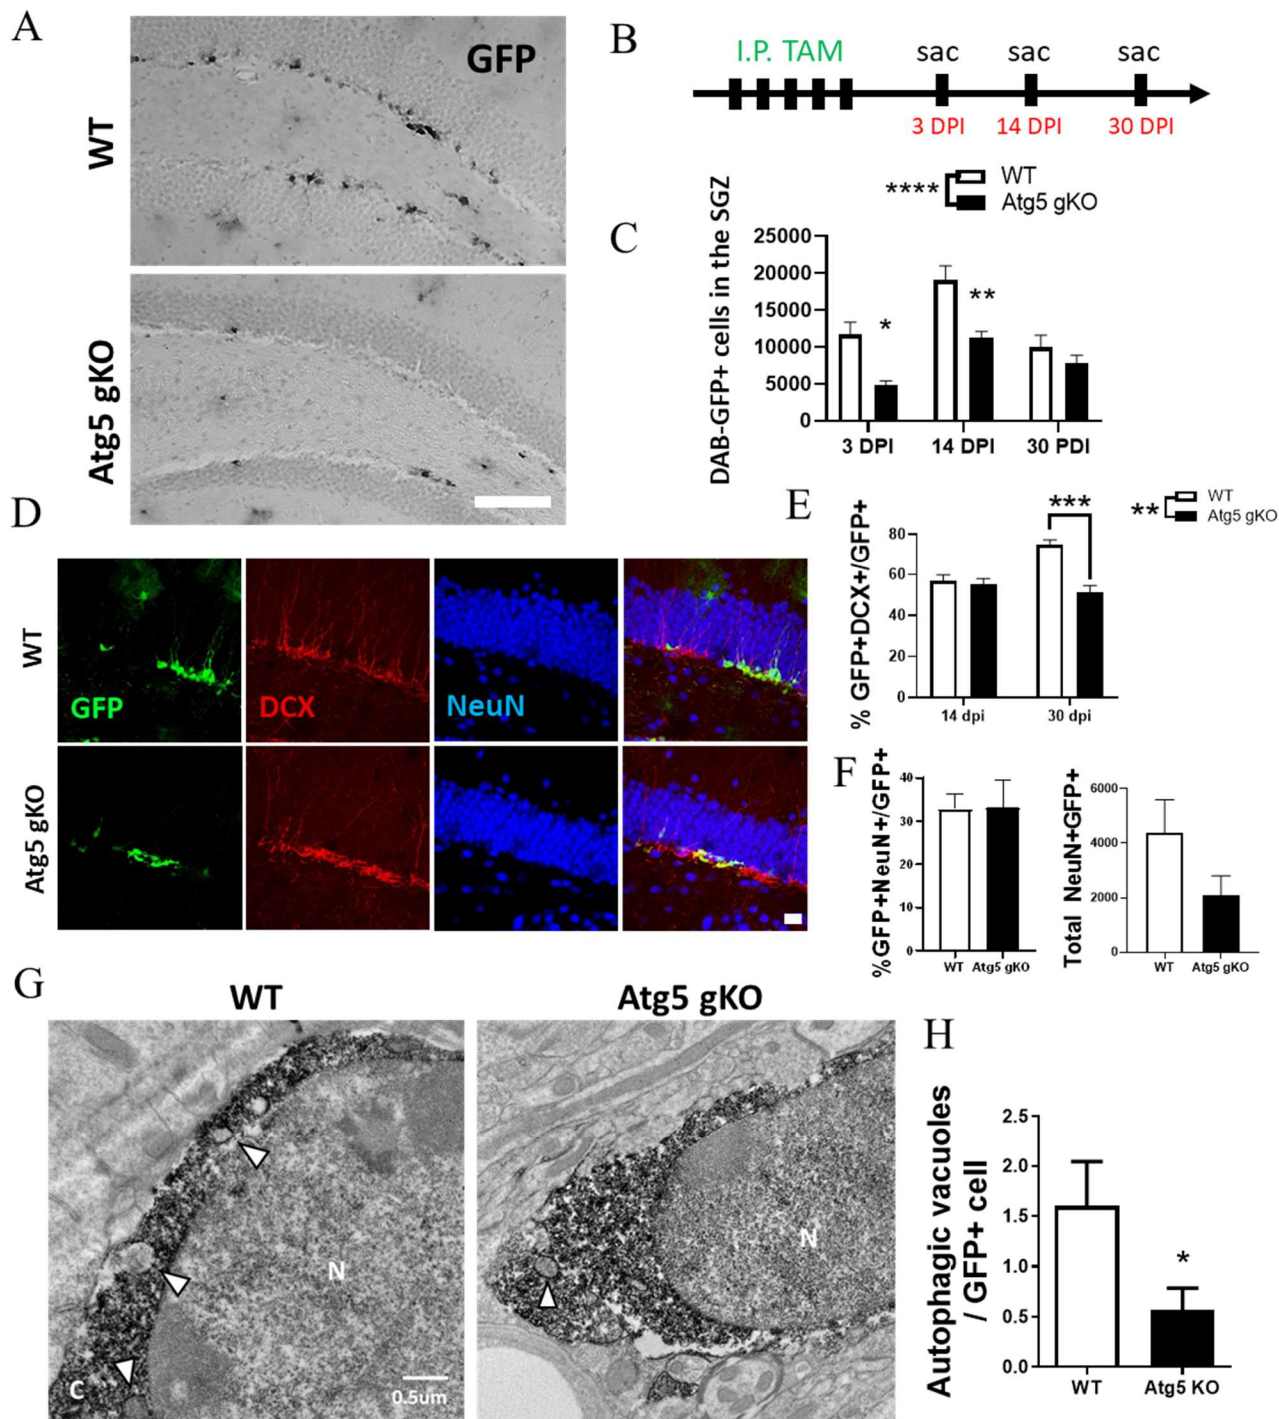 A
WT
GFP
Atg5 gKO
B
I.P. TAM
sac
sac
sac
3 DPI
14 DPI
30 DPI
****
WT
Atg5 gKO
C
DAB-GFP+ cells in the SGZ
25000
20000
15000
10000
5000
0
*
**
3 DPI
14 DPI
30 PDI
D
WT
GFP
DCX
NeuN
Atg5 gKO
E
% GFP+DCX+/GFP+
80
60
40
20
0
***
14 dpi
30 dpi
**
WT
Atg5 gKO
F
%GFP+NeuN+/GFP+
40
30
20
10
0
WT
Atg5 gKO
Total NeuN+GFP+
6000
4000
2000
0
WT
Atg5 gKO
G
WT
N
C
0.5um
Atg5 gKO
N
H
Autophagic vacuoles
/ GFP+ cell
2.5
2.0
1.5
1.0
0.5
0.0
*
WT
Atg5 KO